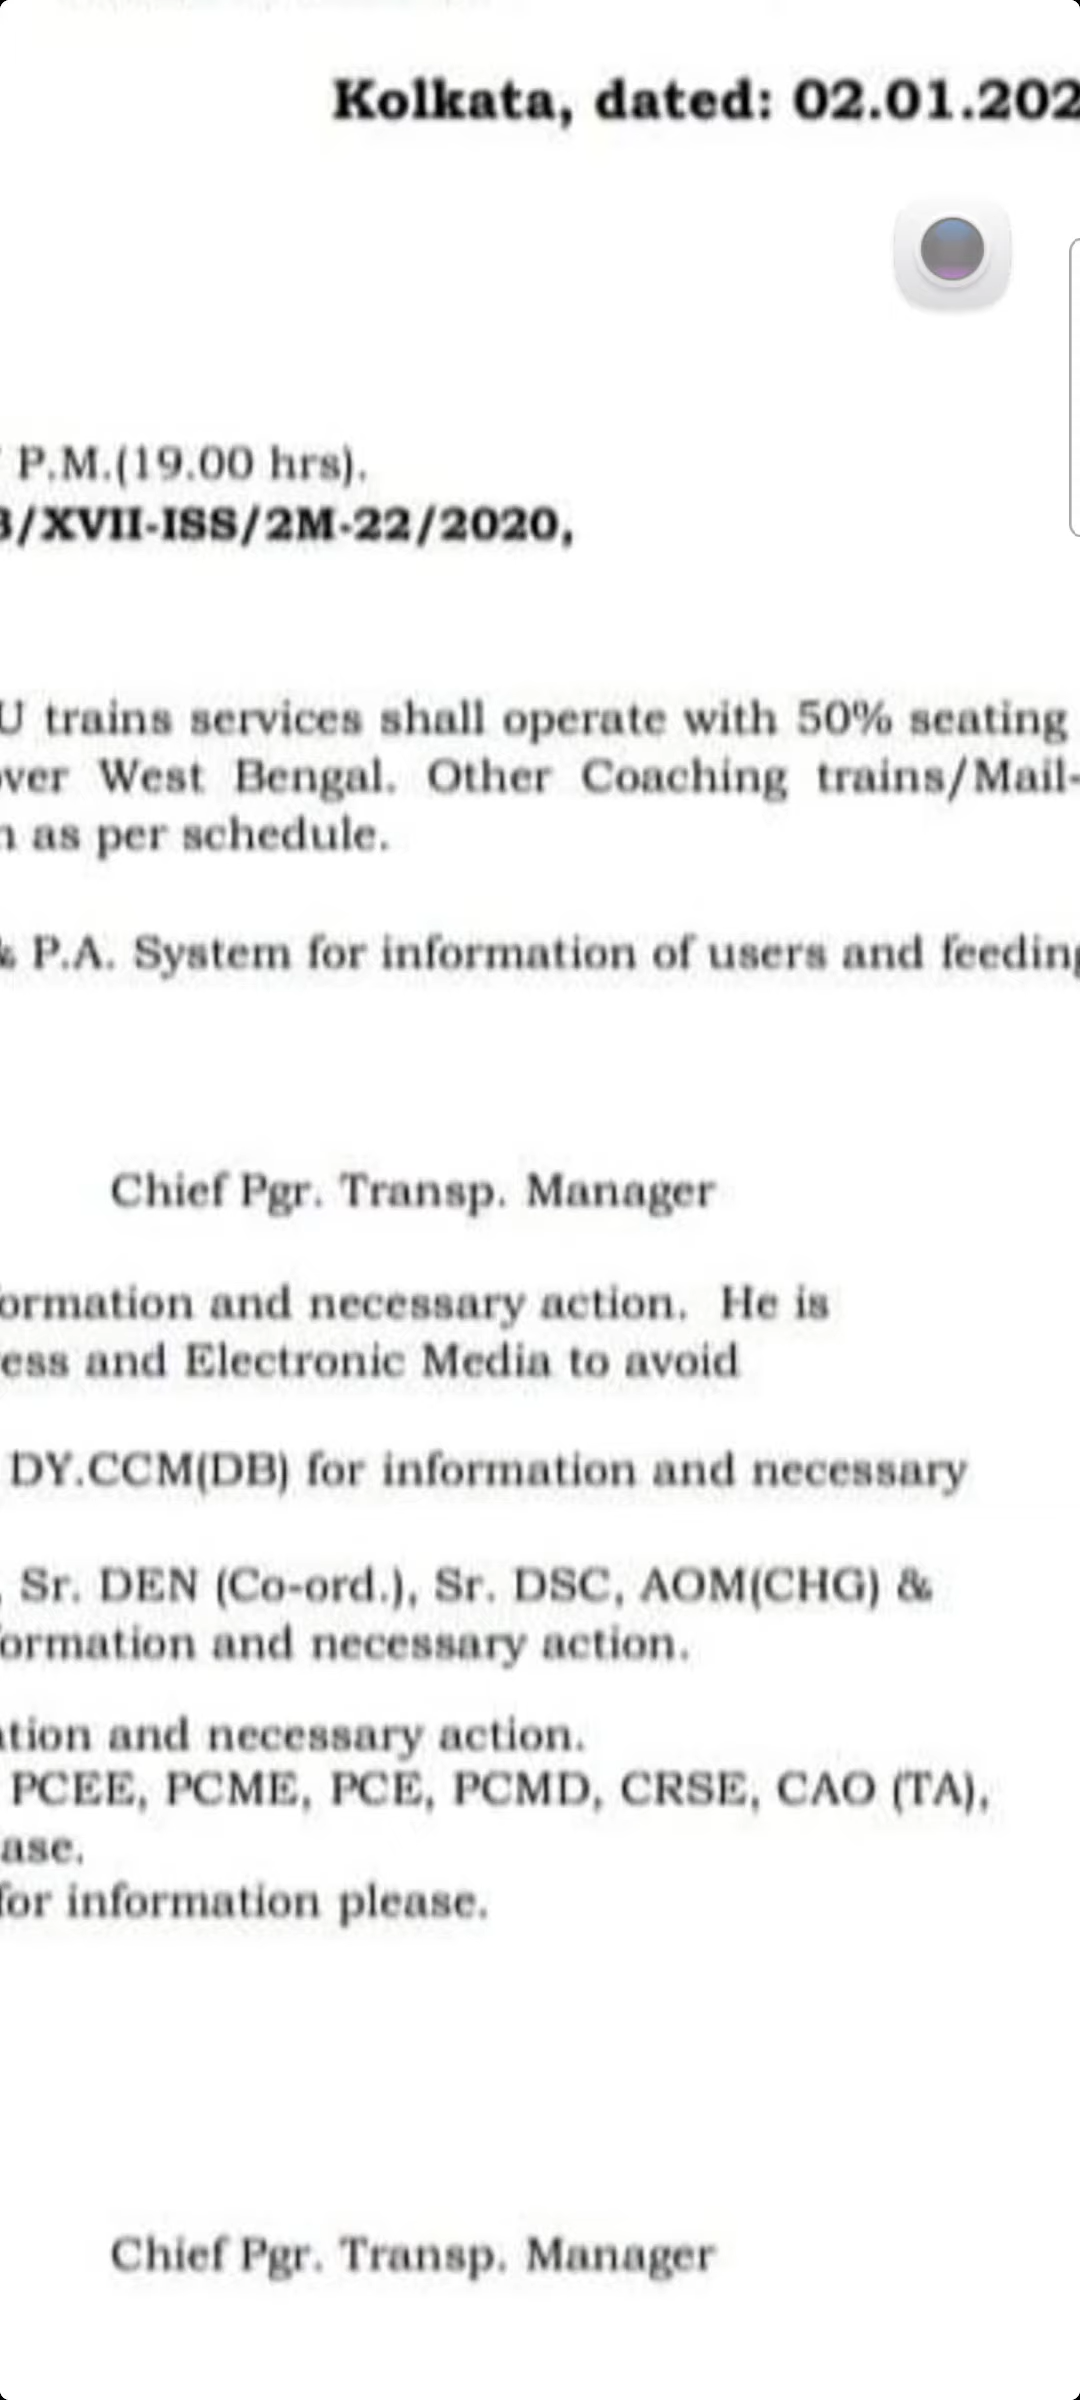 Kolkata, dated: 02.01.202
P.M.(19.00 hrs).
/XVII-ISS/2M-22/2020,
U trains services shall operate with 50% seating
ver West Bengal. Other Coaching trains/Mail-
as per schedule.
& P.A. System for information of users and feeding
Chief Pgr. Transp. Manager
ormation and necessary action. He is
ess and Electronic Media to avoid
DY.CCM(DB) for information and necessary
Sr. DEN (Co-ord.), Sr. DSC, AOM(CHG) &
ormation and necessary action.
tion and necessary action.
PCEE, PCME, PCE, PCMD, CRSE, CAO (TA),
ase.
for information please.
Chief Pgr. Transp. Manager